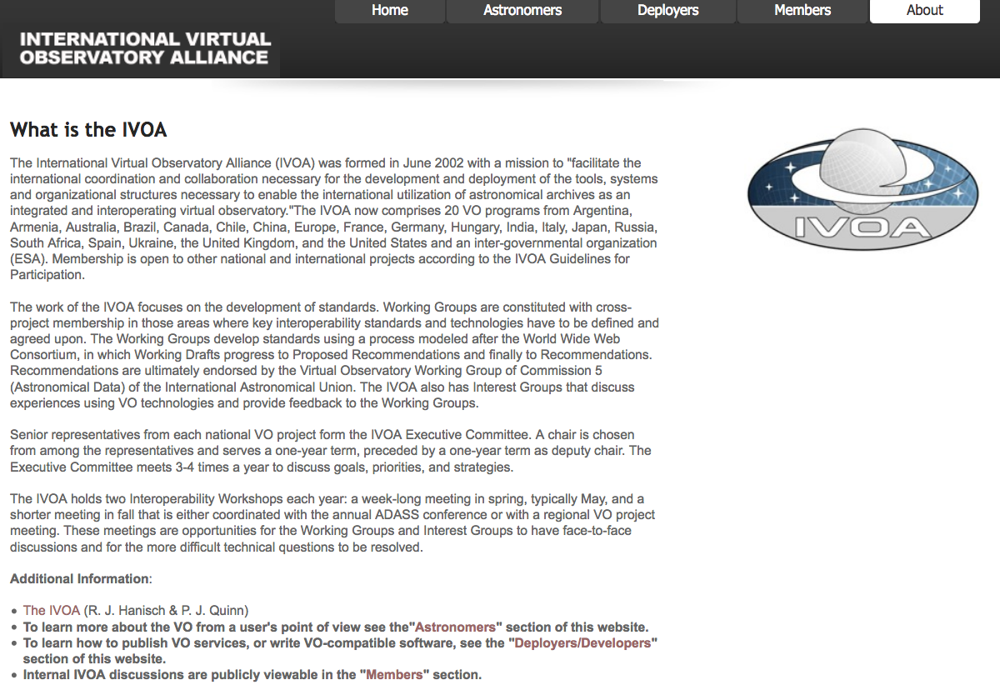 Home
Astronomers
Deployers
Members
About
INTERNATIONAL VIRTUAL
OBSERVATORY ALLIANCE
What is the IVOA
The International Virtual Observatory Alliance (IVOA) was formed in June 2002 with a mission to "facilitate the
international coordination and collaboration necessary for the development and deployment of the tools, systems
and organizational structures necessary to enable the international utilization of astronomical archives as an
integrated and interoperating virtual observatory."The IVOA now comprises 20 VO programs from Argentina,
Armenia, Australia, Brazil, Canada, Chile, China, Europe, France, Germany, Hungary, India, Italy, Japan, Russia,
South Africa, Spain, Ukraine, the United Kingdom, and the United States and an inter-governmental organization
(ESA). Membership is open to other national and international projects according to the IVOA Guidelines for
Participation.
IVOA
The work of the IVOA focuses on the development of standards. Working Groups are constituted with cross-
project membership in those areas where key interoperability standards and technologies have to be defined and
agreed upon. The Working Groups develop standards using a process modeled after the World Wide Web
Consortium, in which Working Drafts progress to Proposed Recommendations and finally to Recommendations.
Recommendations are ultimately endorsed by the Virtual Observatory Working Group of Commission 5
(Astronomical Data) of the International Astronomical Union. The IVOA also has Interest Groups that discuss
experiences using VO technologies and provide feedback to the Working Groups.
Senior representatives from each national VO project form the IVOA Executive Committee. A chair is chosen
from among the representatives and serves a one-year term, preceded by a one-year term as deputy chair. The
Executive Committee meets 3-4 times a year to discuss goals, priorities, and strategies.
The IVOA holds two Interoperability Workshops each year: a week-long meeting in spring, typically May, and a
shorter meeting in fall that is either coordinated with the annual ADASS conference or with a regional VO project
meeting. These meetings are opportunities for the Working Groups and Interest Groups to have face-to-face
discussions and for the more difficult technical questions to be resolved.
Additional Information:
• The IVOA (R. J. Hanisch & P. J. Quinn)
• To learn more about the VO from a user's point of view see the"Astronomers" section of this website.
• To learn how to publish VO services, or write VO-compatible software, see the "Deployers/Developers"
section of this website.
• Internal IVOA discussions are publicly viewable in the "Members" section.